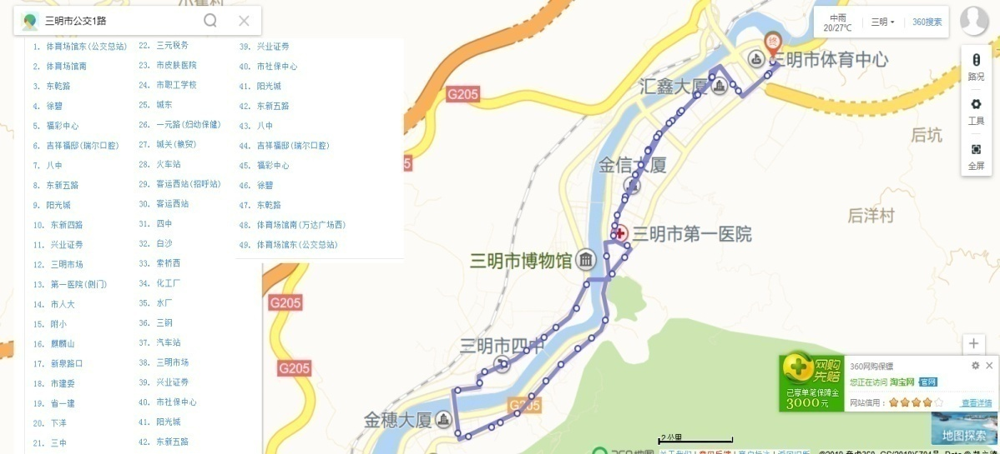 三明市公交1路
1. 体育场馆东(公交总站)
2. 体育场馆南
3. 东乾路
4. 徐碧
5. 福彩中心
6. 吉祥福邸(瑞尔口腔)
7. 八中
8. 东新五路
9. 阳光城
10. 东新四路
11. 兴业证券
12. 三明市场
13. 第一医院(侧门)
14. 市人大
15. 附小
16. 麒麟山
17. 新泉路口
18. 市建委
19. 省一建
20. 下洋
21. 三中
22. 三元税务
23. 市皮肤医院
24. 市职工学校
25. 城东
26. 一元路(妇幼保健)
27. 城关(粮贸)
28. 火车站
29. 客运西站(招呼站)
30. 客运西站
31. 四中
32. 白沙
33. 索桥西
34. 化工厂
35. 水厂
36. 三钢
37. 汽车站
38. 三明市场
39. 兴业证券
40. 市社保中心
41. 阳光城
42. 东新五路
39. 兴业证券
40. 市社保中心
41. 阳光城
42. 东新五路
43. 八中
44. 吉祥福邸(瑞尔口腔)
45. 福彩中心
46. 徐碧
47. 东乾路
48. 体育场馆南(万达广场西)
49. 体育场馆东(公交总站)
中雨
20/27℃
三明
360搜索
路况
工具
全屏
终
三明市体育中心
汇鑫大厦
G205
后坑
金信大厦
后洋村
三明市第一医院
三明市博物馆
G205
G205
三明市四中
G205
金穗大厦
2公里
网购先赔
已享单笔保障金
3000元
360网购保镖
您正在访问 淘宝网 官网
网站信用：
查看详情
地图探索